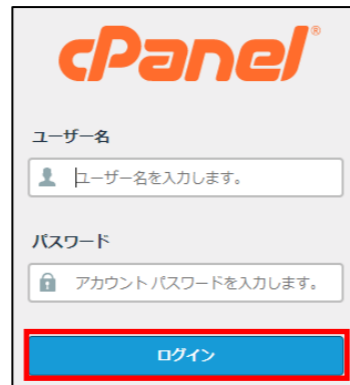 cPanel®
ユーザー名
ユーザー名を入力します。
パスワード
アカウント パスワードを入力します。
ログイン